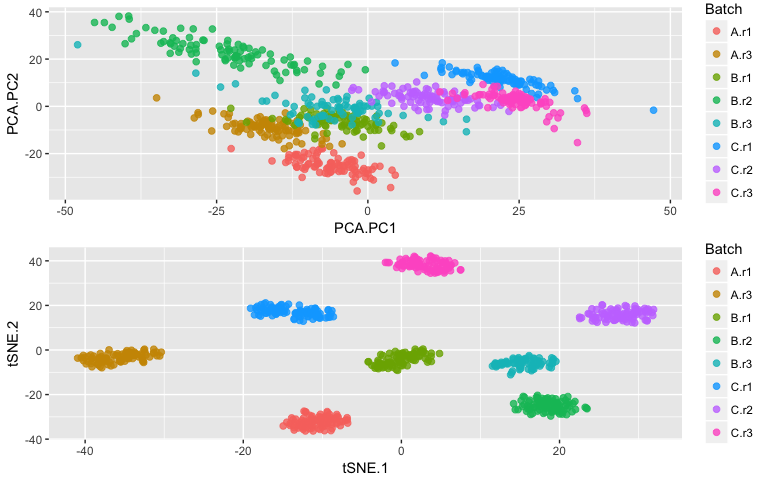 PCA.PC2
40
20
0
-20
-50
-25
0
25
50
PCA.PC1
Batch
A.r1
A.r3
B.r1
B.r2
B.r3
C.r1
C.r2
C.r3
tSNE.2
40
20
0
-20
-40
-40
-20
0
20
tSNE.1
Batch
A.r1
A.r3
B.r1
B.r2
B.r3
C.r1
C.r2
C.r3